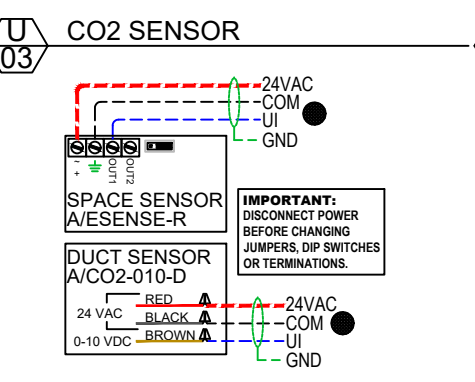 U
03
CO2 SENSOR
24VAC
COM
UI
GND
~
+
OUT1
OUT2
SPACE SENSOR
A/ESENSE-R
IMPORTANT:
DISCONNECT POWER
BEFORE CHANGING
JUMPERS, DIP SWITCHES
OR TERMINATIONS.
DUCT SENSOR
A/CO2-010-D
24 VAC
RED
BLACK
0-10 VDC
BROWN
24VAC
COM
UI
GND